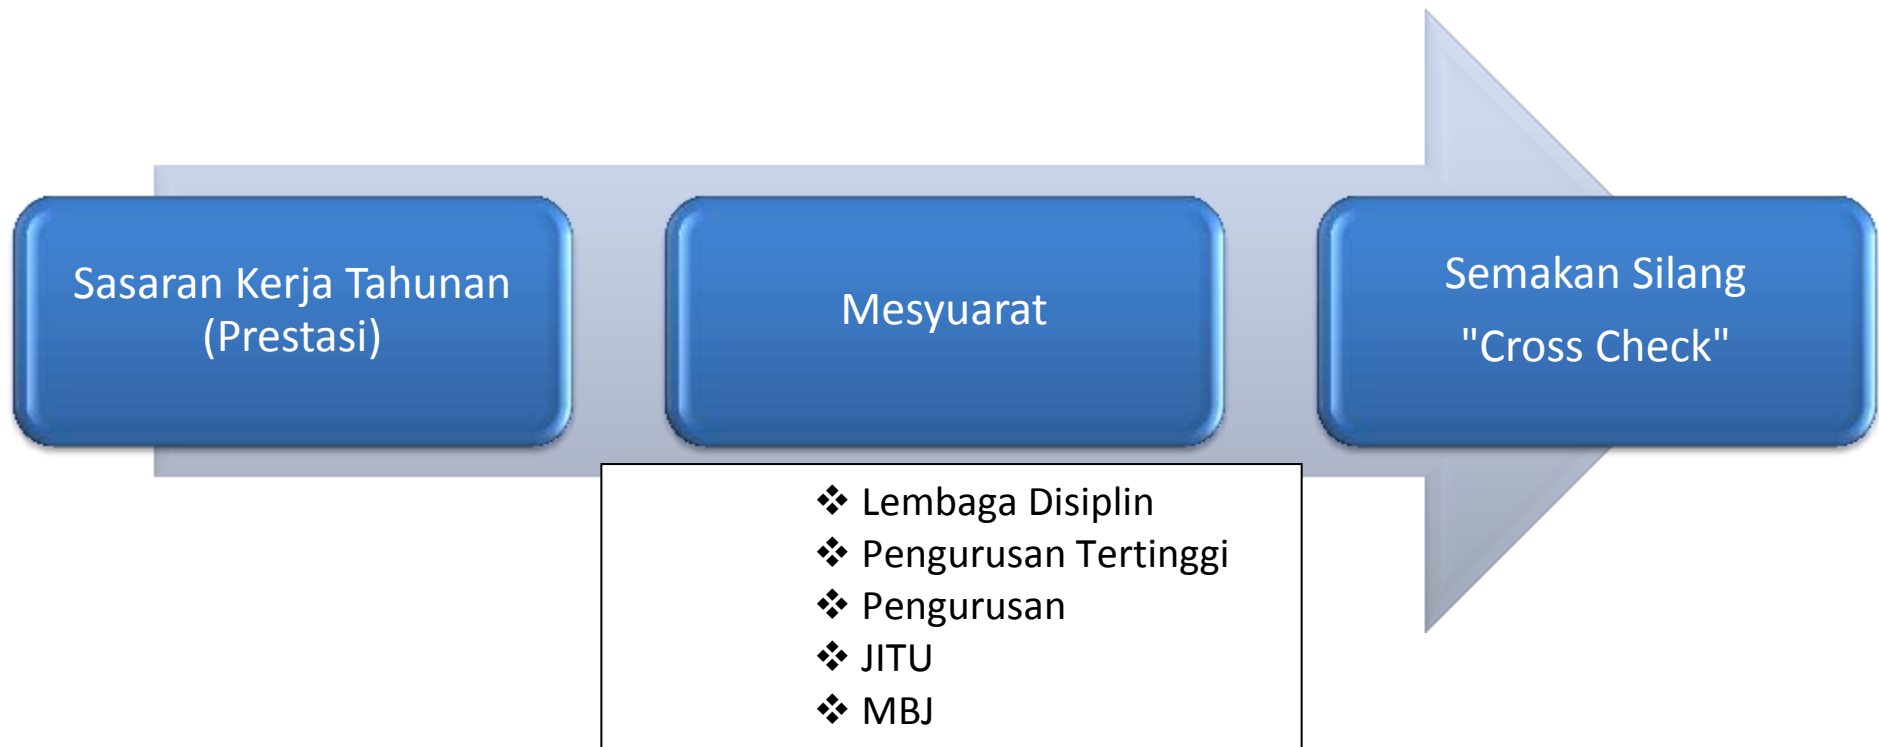 Sasaran Kerja Tahunan
(Prestasi)
Mesyuarat
Semakan Silang
"Cross Check"
❖ Lembaga Disiplin
❖ Pengurusan Tertinggi
❖ Pengurusan
❖ JITU
❖ MBJ